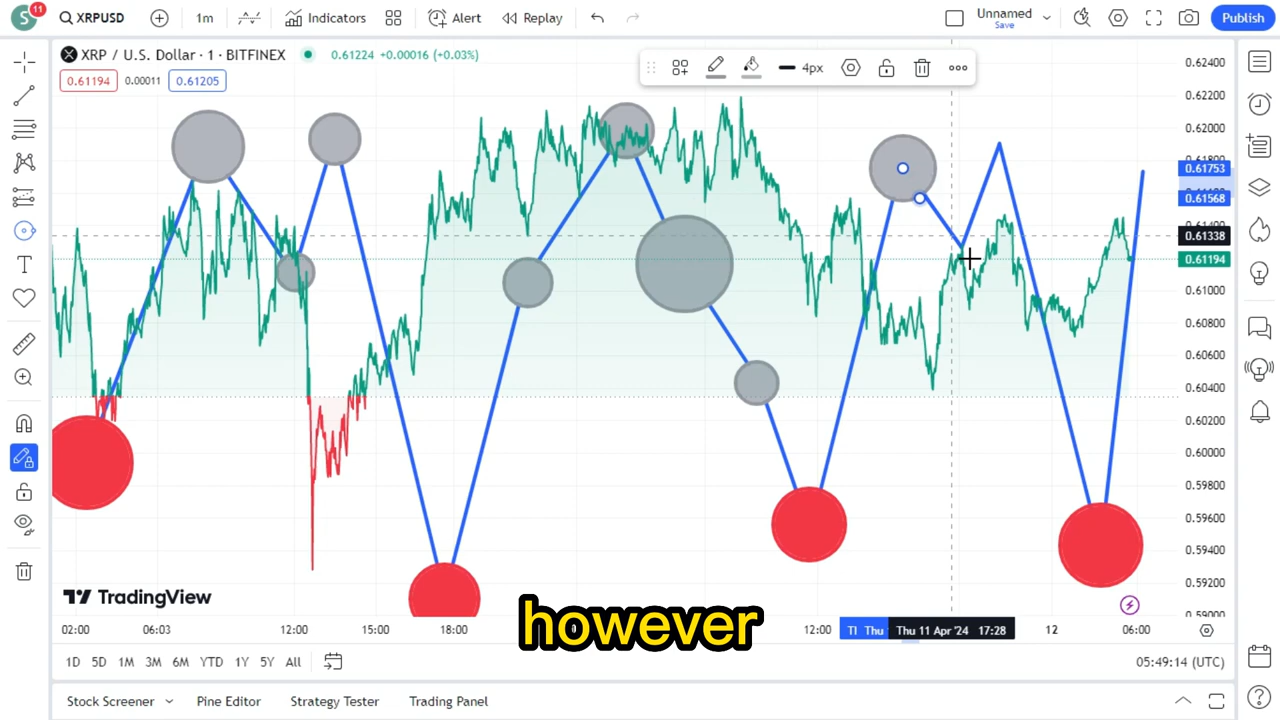 S 11 XRPUSD 1m Indicators Alert Replay Unnamed Save Publish
XRP / U.S. Dollar · 1 · BITFINEX 0.61224 +0.00016 (+0.03%)
0.61194 0.00011 0.61205
4px
0.62400
0.62200
0.62000
0.61753
0.61568
0.61338
0.61194
0.61000
0.60800
0.60600
0.60400
0.60200
0.60000
0.59800
0.59600
0.59400
0.59200
0.59000
TradingView
however
02:00 06:03 12:00 15:00 18:00 12:00 Thu Thu 11 Apr '24 17:28 12 06:00
1D 5D 1M 3M 6M YTD 1Y 5Y All 05:49:14 (UTC)
Stock Screener Pine Editor Strategy Tester Trading Panel